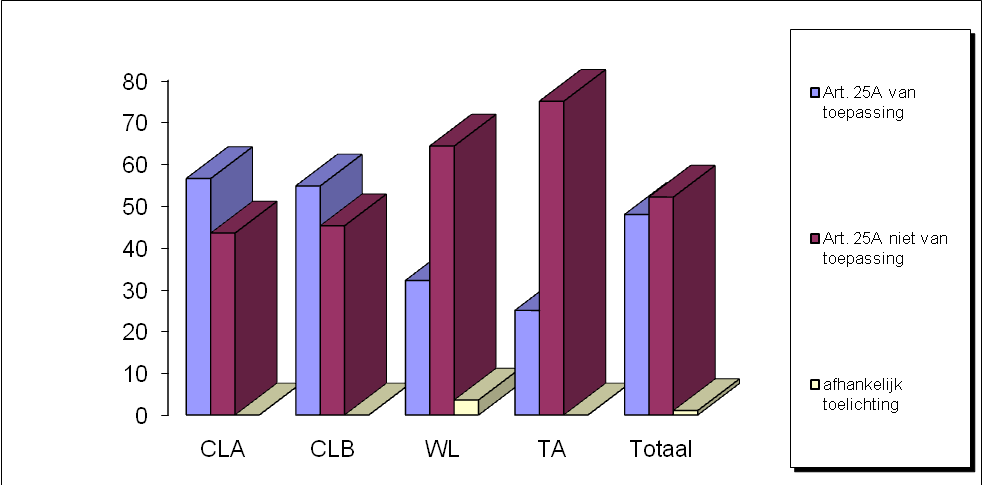 80
70
60
50
40
30
20
10
0
CLA CLB WL TA Totaal
Art. 25A van
toepassing
Art. 25A niet van
toepassing
afhankelijk
toelichting